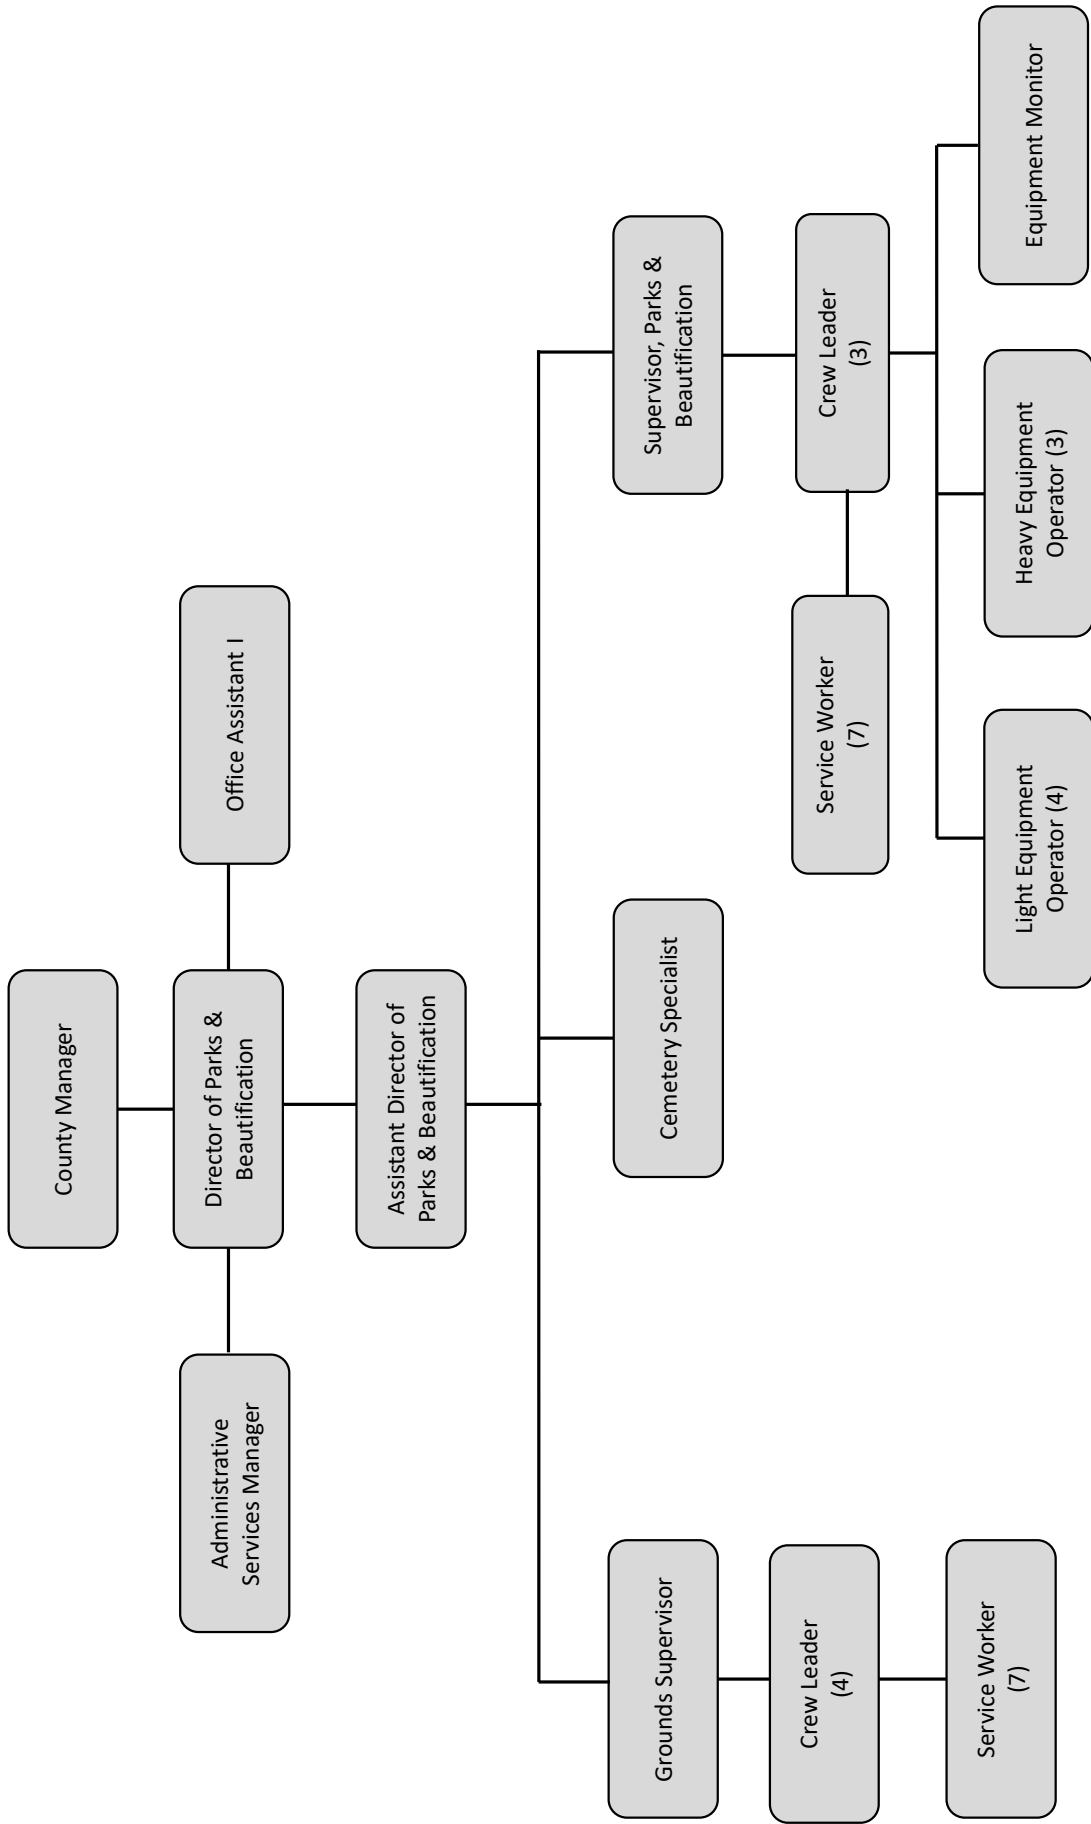 County Manager
Administrative
Services Manager
Director of Parks &
Beautification
Office Assistant I
Assistant Director of
Parks & Beautification
Grounds Supervisor
Cemetery Specialist
Supervisor, Parks &
Beautification
Crew Leader
(4)
Service Worker
(7)
Crew Leader
(3)
Service Worker
(7)
Light Equipment
Operator (4)
Heavy Equipment
Operator (3)
Equipment Monitor